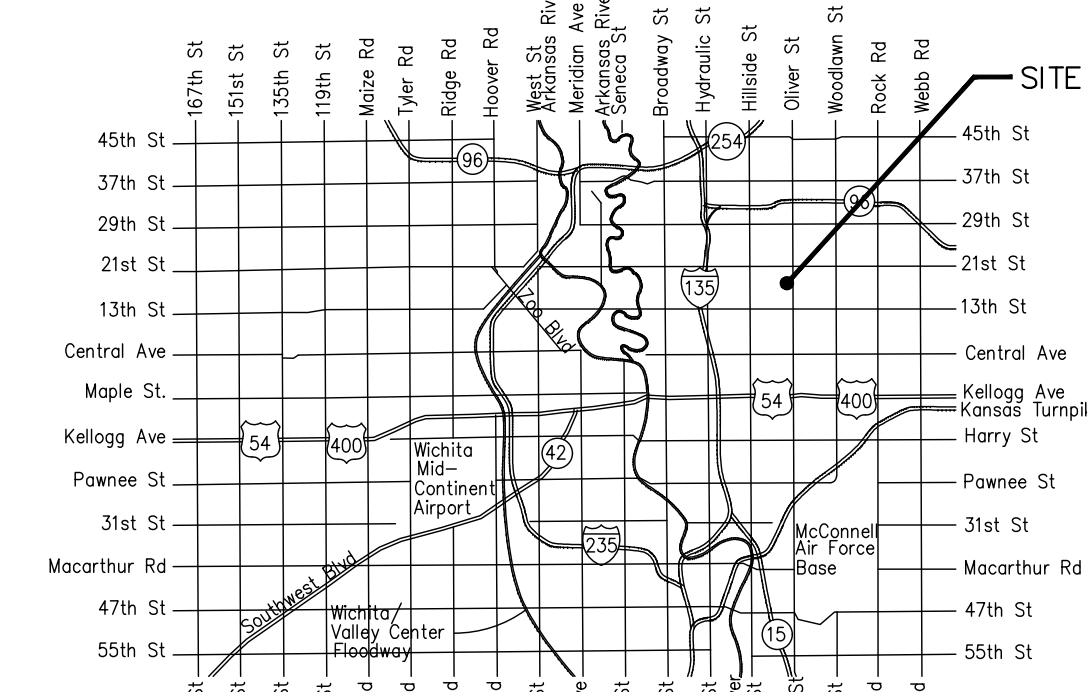 167th St
151st St
135th St
119th St
Maize Rd
Tyler Rd
Ridge Rd
Hoover Rd
West St
Arkansas Riv
Meridian Ave
Arkansas Rive
Seneca St
Broadway St
Hydraulic St
Hillside St
Oliver St
Woodlawn St
Rock Rd
Webb Rd
SITE
45th St
254
45th St
96
37th St
37th St
96
29th St
29th St
21st St
21st St
135
13th St
Zoo Blvd
13th St
Central Ave
Central Ave
Maple St.
54
400
Kellogg Ave
Kansas Turnpi
Kellogg Ave
54
400
Harry St
42
Wichita
Mid-
Continent
Airport
Pawnee St
Pawnee St
31st St
31st St
McConnell
Air Force
Base
235
Macarthur Rd
Macarthur Rd
Southwest Blvd
47th St
47th St
Wichita/
Valley Center
Floodway
15
55th St
55th St